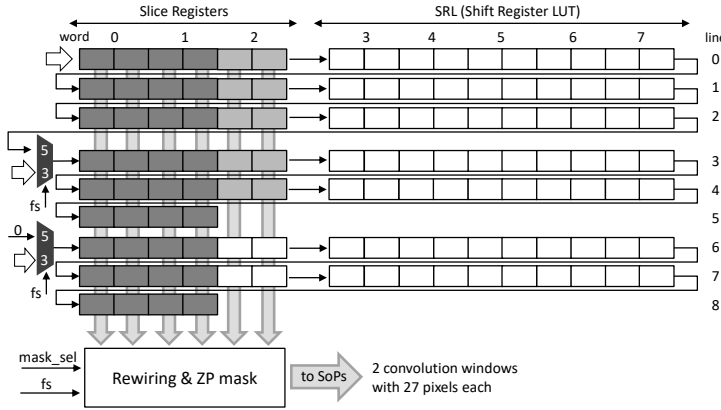 Slice Registers
SRL (Shift Register LUT)
word 0 1 2 3 4 5 6 7 line
0
1
2
5
3
fs
3
4
5
0
5
3
fs
6
7
8
mask_sel
fs
Rewiring & ZP mask
to SoPs
2 convolution windows
with 27 pixels each